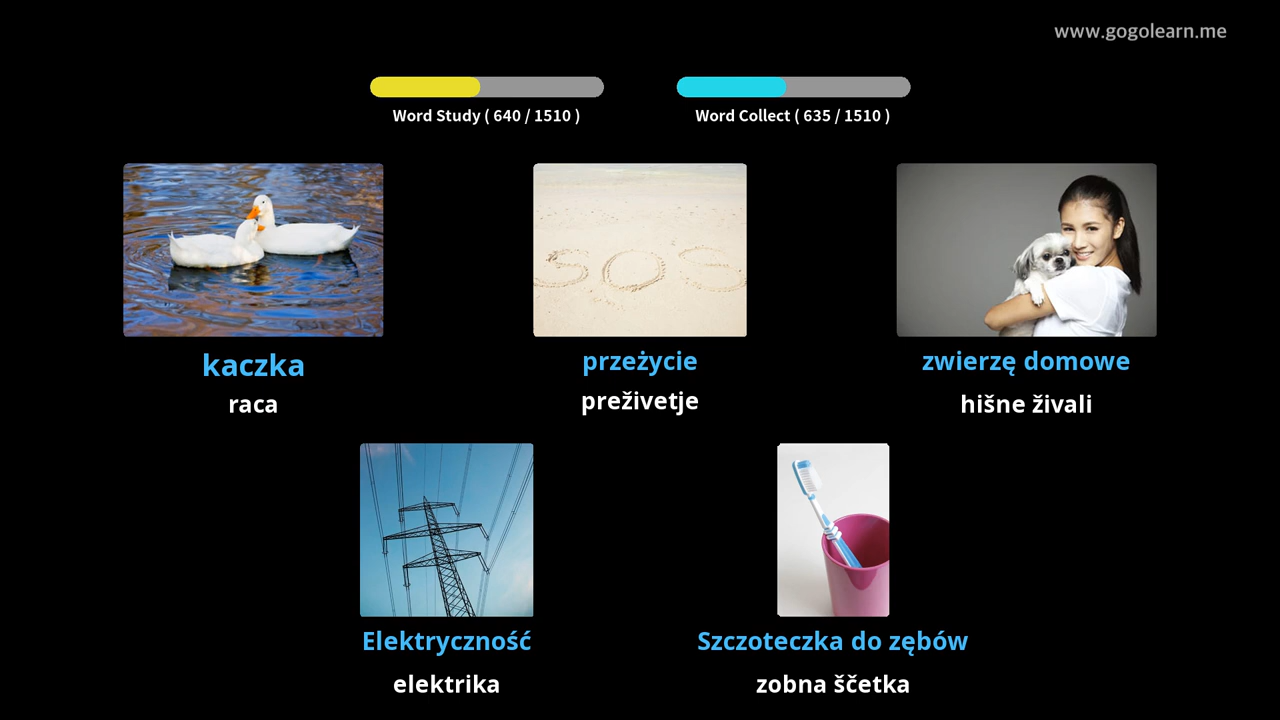 www.gogolearn.me
Word Study ( 640 / 1510 )
Word Collect ( 635 / 1510 )
SOS
kaczka
raca
przeżycie
preživetje
zwierzę domowe
hišne živali
Elektryczność
elektrika
Szczoteczka do zębów
zobna ščetka